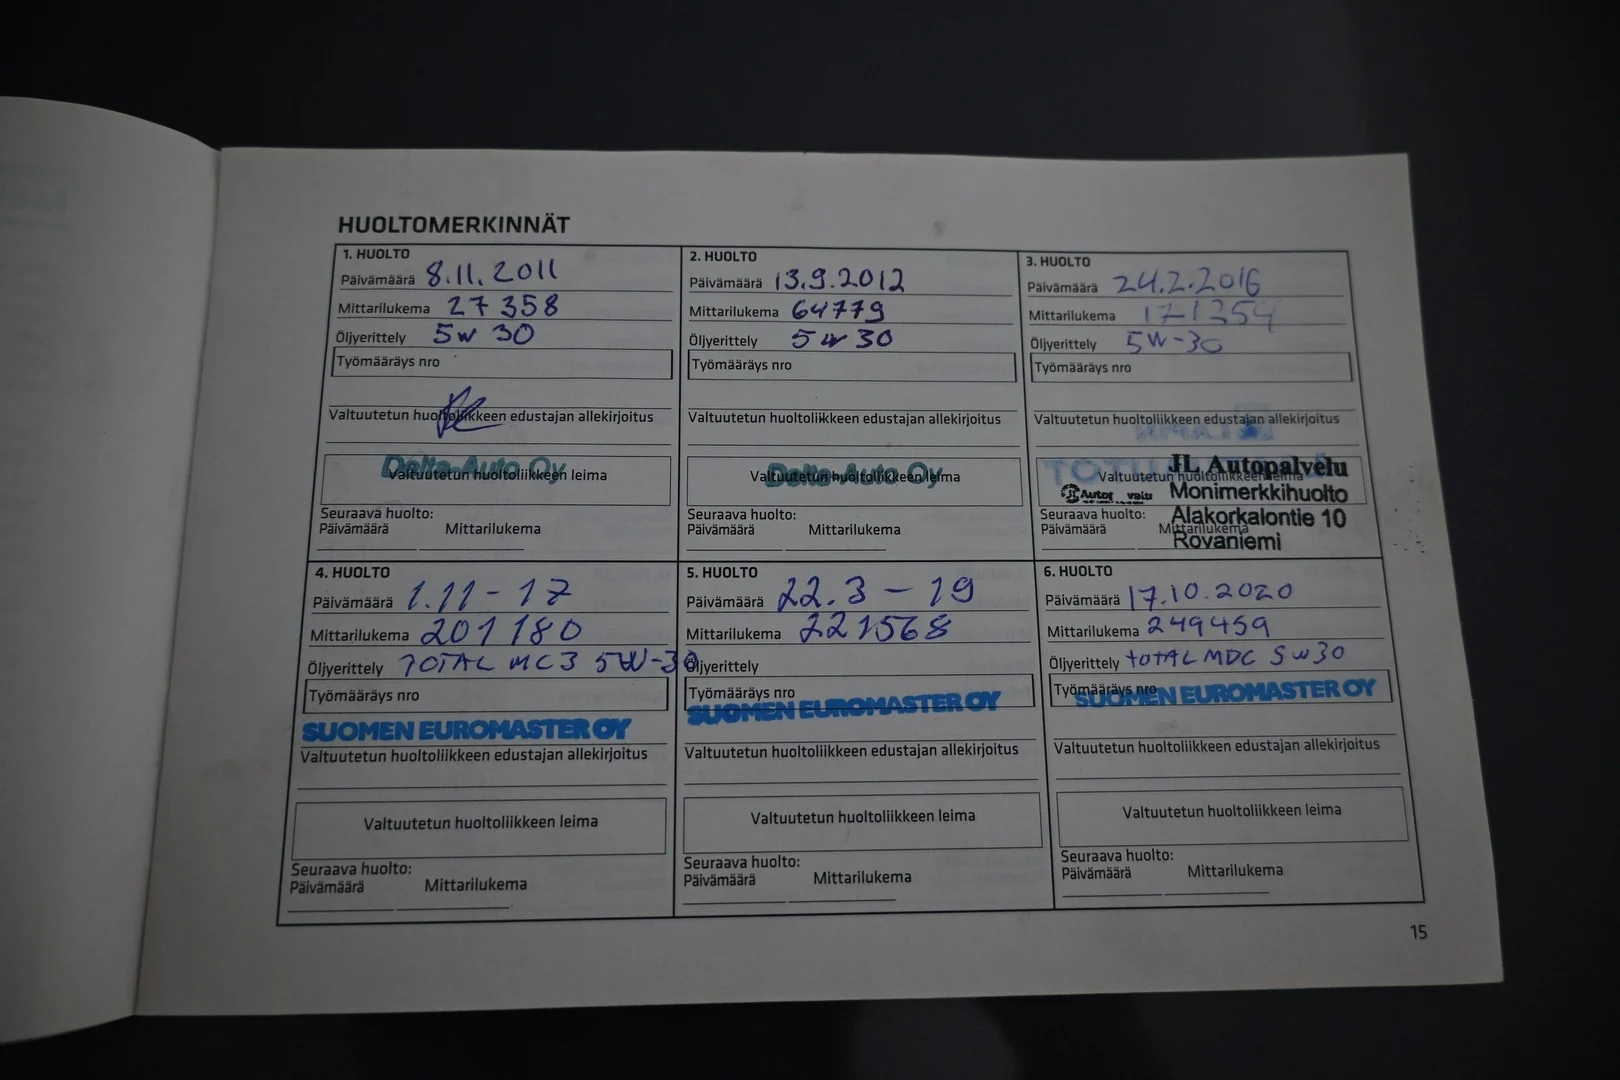 HUOLTOMERKINNÄT
1. HUOLTO
Päivämäärä 8.11.2011
Mittarilukema 27 358
Öljyerittely 5W 30
Työmääräys nro
Valtuutetun huoltoliikkeen edustajan allekirjoitus
Delta-Auto Oy
Valtuutetun huoltoliikkeen leima
Seuraava huolto:
Päivämäärä Mittarilukema
2. HUOLTO
Päivämäärä 13.9.2012
Mittarilukema 64779
Öljyerittely 5W 30
Työmääräys nro
Valtuutetun huoltoliikkeen edustajan allekirjoitus
Delta-Auto Oy
Valtuutetun huoltoliikkeen leima
Seuraava huolto:
Päivämäärä Mittarilukema
3. HUOLTO
Päivämäärä 24.2.2016
Mittarilukema 171254
Öljyerittely 5W-30
Työmääräys nro
Valtuutetun huoltoliikkeen edustajan allekirjoitus
JL Autopalvelu
Valtuutetun huoltoliikkeen leima
Monimerkkihuolto
Seuraava huolto:
Alakorkalontie 10
Päivämäärä Mittarilukema
Rovaniemi
4. HUOLTO
Päivämäärä 1.11-17
Mittarilukema 201180
Öljyerittely TOTAL MC3 5W-30
Työmääräys nro
SUOMEN EUROMASTER OY
Valtuutetun huoltoliikkeen edustajan allekirjoitus
Valtuutetun huoltoliikkeen leima
Seuraava huolto:
Päivämäärä Mittarilukema
5. HUOLTO
Päivämäärä 22.3-19
Mittarilukema 221568
Öljyerittely
Työmääräys nro
SUOMEN EUROMASTER OY
Valtuutetun huoltoliikkeen edustajan allekirjoitus
Valtuutetun huoltoliikkeen leima
Seuraava huolto:
Päivämäärä Mittarilukema
6. HUOLTO
Päivämäärä 17.10.2020
Mittarilukema 249459
Öljyerittely TOTAL MDC 5W30
Työmääräys nro
SUOMEN EUROMASTER OY
Valtuutetun huoltoliikkeen edustajan allekirjoitus
Valtuutetun huoltoliikkeen leima
Seuraava huolto:
Päivämäärä Mittarilukema
15